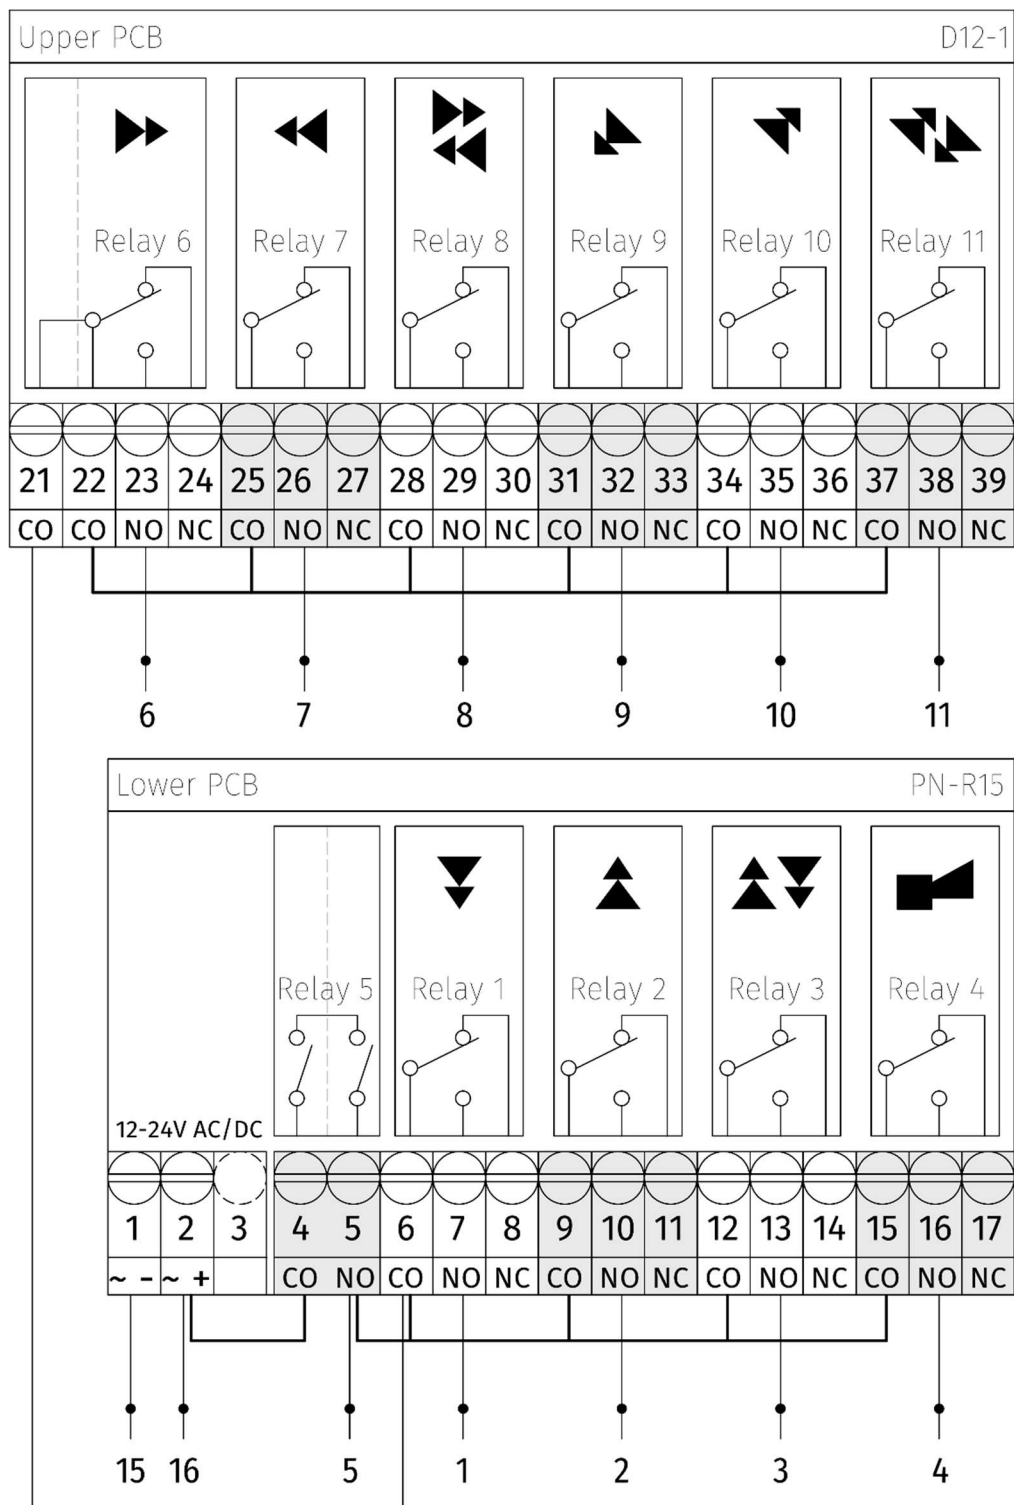 Upper PCB D12-1
Relay 6 Relay 7 Relay 8 Relay 9 Relay 10 Relay 11
21 22 23 24 25 26 27 28 29 30 31 32 33 34 35 36 37 38 39
CO CO NO NC CO NO NC CO NO NC CO NO NC CO NO NC CO NO NC
6 7 8 9 10 11
Lower PCB PN-R15
Relay 5 Relay 1 Relay 2 Relay 3 Relay 4
12-24V AC/DC
1 2 3 4 5 6 7 8 9 10 11 12 13 14 15 16 17
~ - ~ + CO NO CO NO NC CO NO NC CO NO NC CO NO NC
15 16 5 1 2 3 4